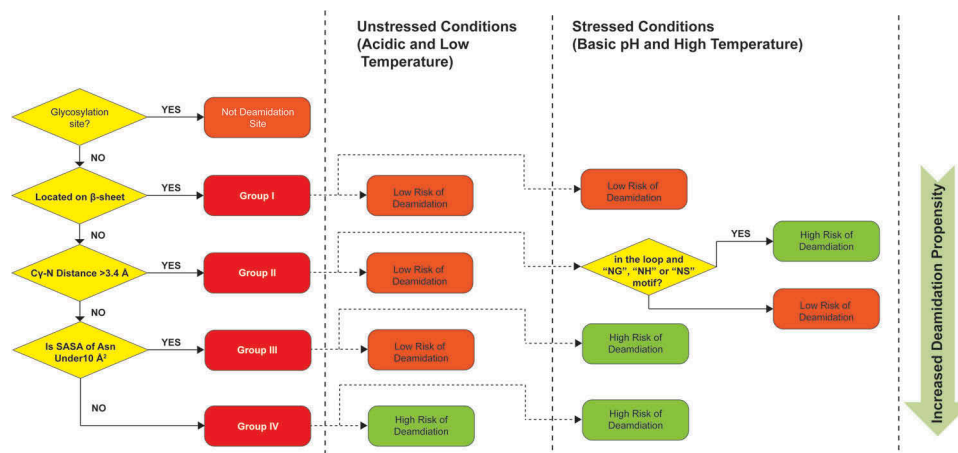 Unstressed Conditions
(Acidic and Low
Temperature)
Stressed Conditions
(Basic pH and High Temperature)
Glycosylation
site?
YES
Not Deamidation
Site
NO
Located on β-sheet
YES
Group I
Low Risk of
Deamidation
Low Risk of
Deamidation
NO
Cγ-N Distance >3.4 Å
YES
Group II
Low Risk of
Deamidation
in the loop and
“NG”, “NH” or “NS”
motif?
YES
High Risk of
Deamdiation
Low Risk of
Deamidation
NO
Is SASA of Asn
Under10 Å²
YES
Group III
Low Risk of
Deamidation
High Risk of
Deamdiation
NO
Group IV
High Risk of
Deamdiation
High Risk of
Deamdiation
Increased Deamidation Propensity